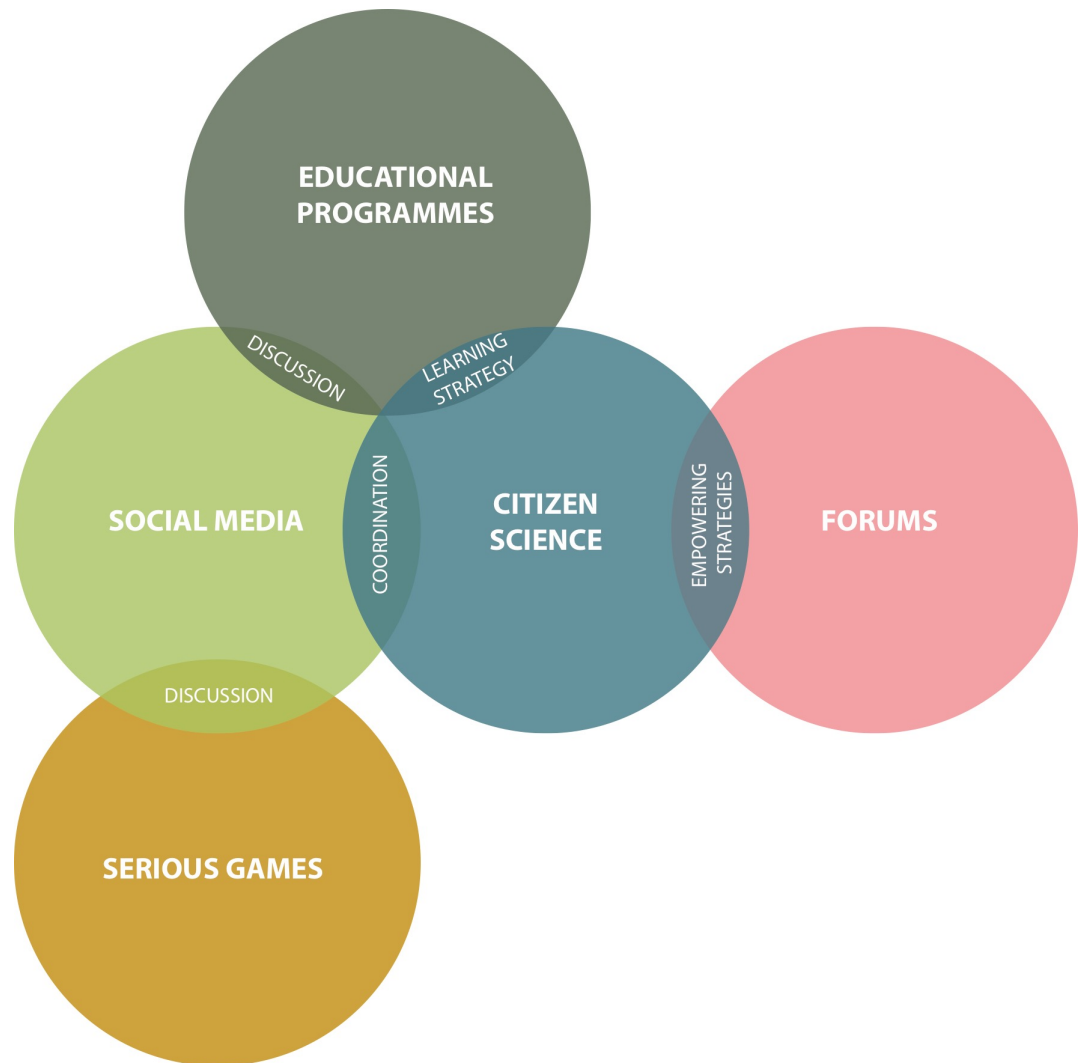 EDUCATIONAL
PROGRAMMES
DISCUSSION
LEARNING
STRATEGY
SOCIAL MEDIA
COORDINATION
CITIZEN
SCIENCE
EMPOWERING
STRATEGIES
FORUMS
DISCUSSION
SERIOUS GAMES